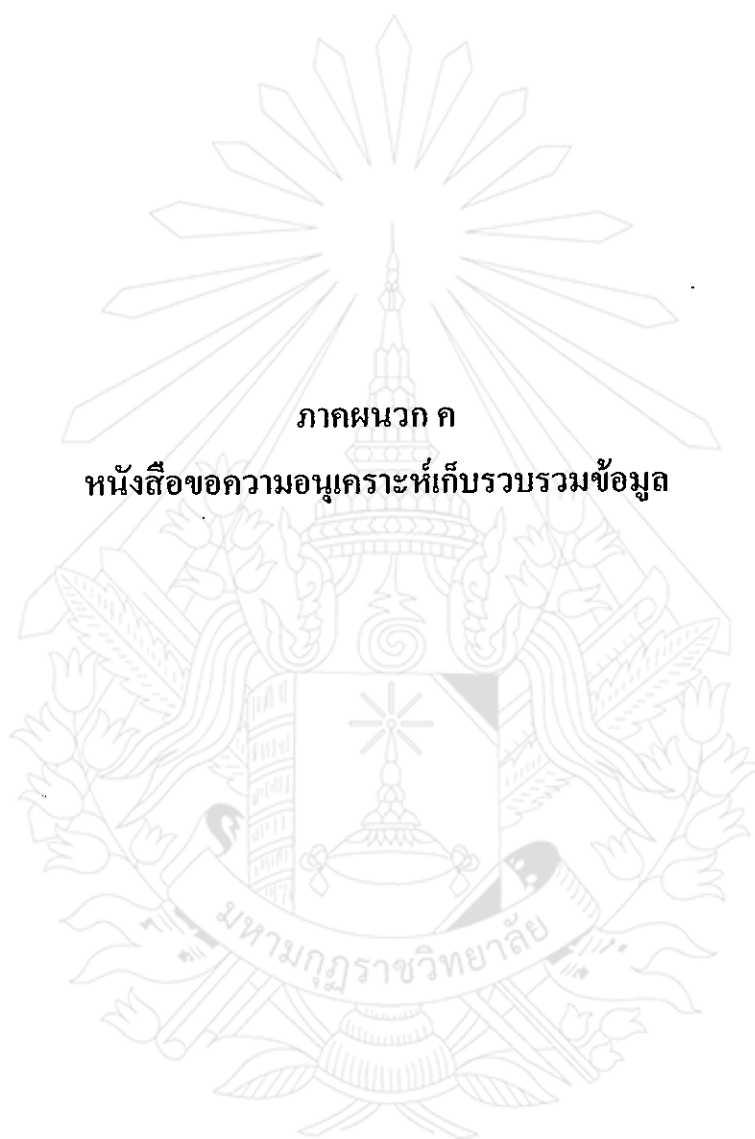 ภาคผนวก ค
หนังสือขอความอนุเคราะห์เก็บรวบรวมข้อมูล
มหามกุฏราชวิทยาลัย